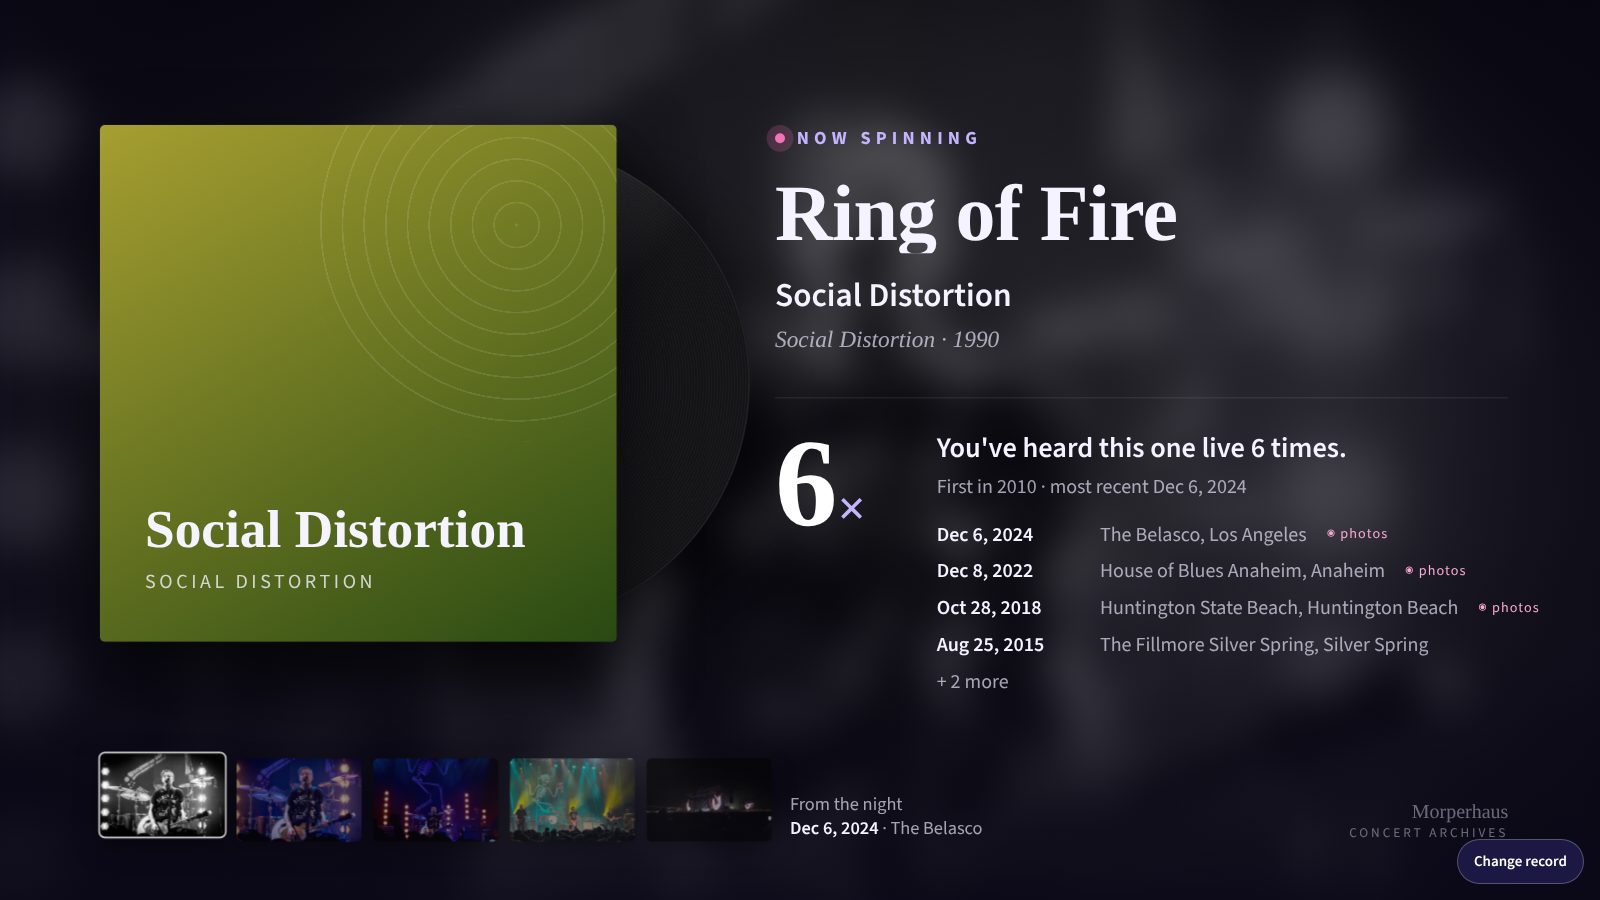 NOW SPINNING
Ring of Fire
Social Distortion
Social Distortion · 1990
Social Distortion
SOCIAL DISTORTION
6×
You've heard this one live 6 times.
First in 2010 · most recent Dec 6, 2024
Dec 6, 2024 The Belasco, Los Angeles ◉ photos
Dec 8, 2022 House of Blues Anaheim, Anaheim ◉ photos
Oct 28, 2018 Huntington State Beach, Huntington Beach ◉ photos
Aug 25, 2015 The Fillmore Silver Spring, Silver Spring
+ 2 more
From the night
Dec 6, 2024 · The Belasco
Morperhaus
CONCERT ARCHIVES
Change record